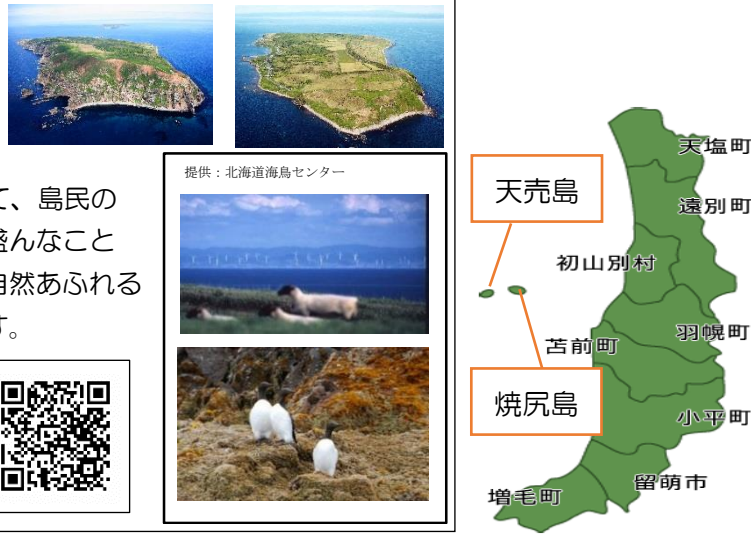 提供：北海道海鳥センター
て、島民の
盛んなこと
自然あふれる
す。
天売島
焼尻島
天塩町
遠別町
初山別村
羽幌町
苫前町
小平町
留萌市
増毛町